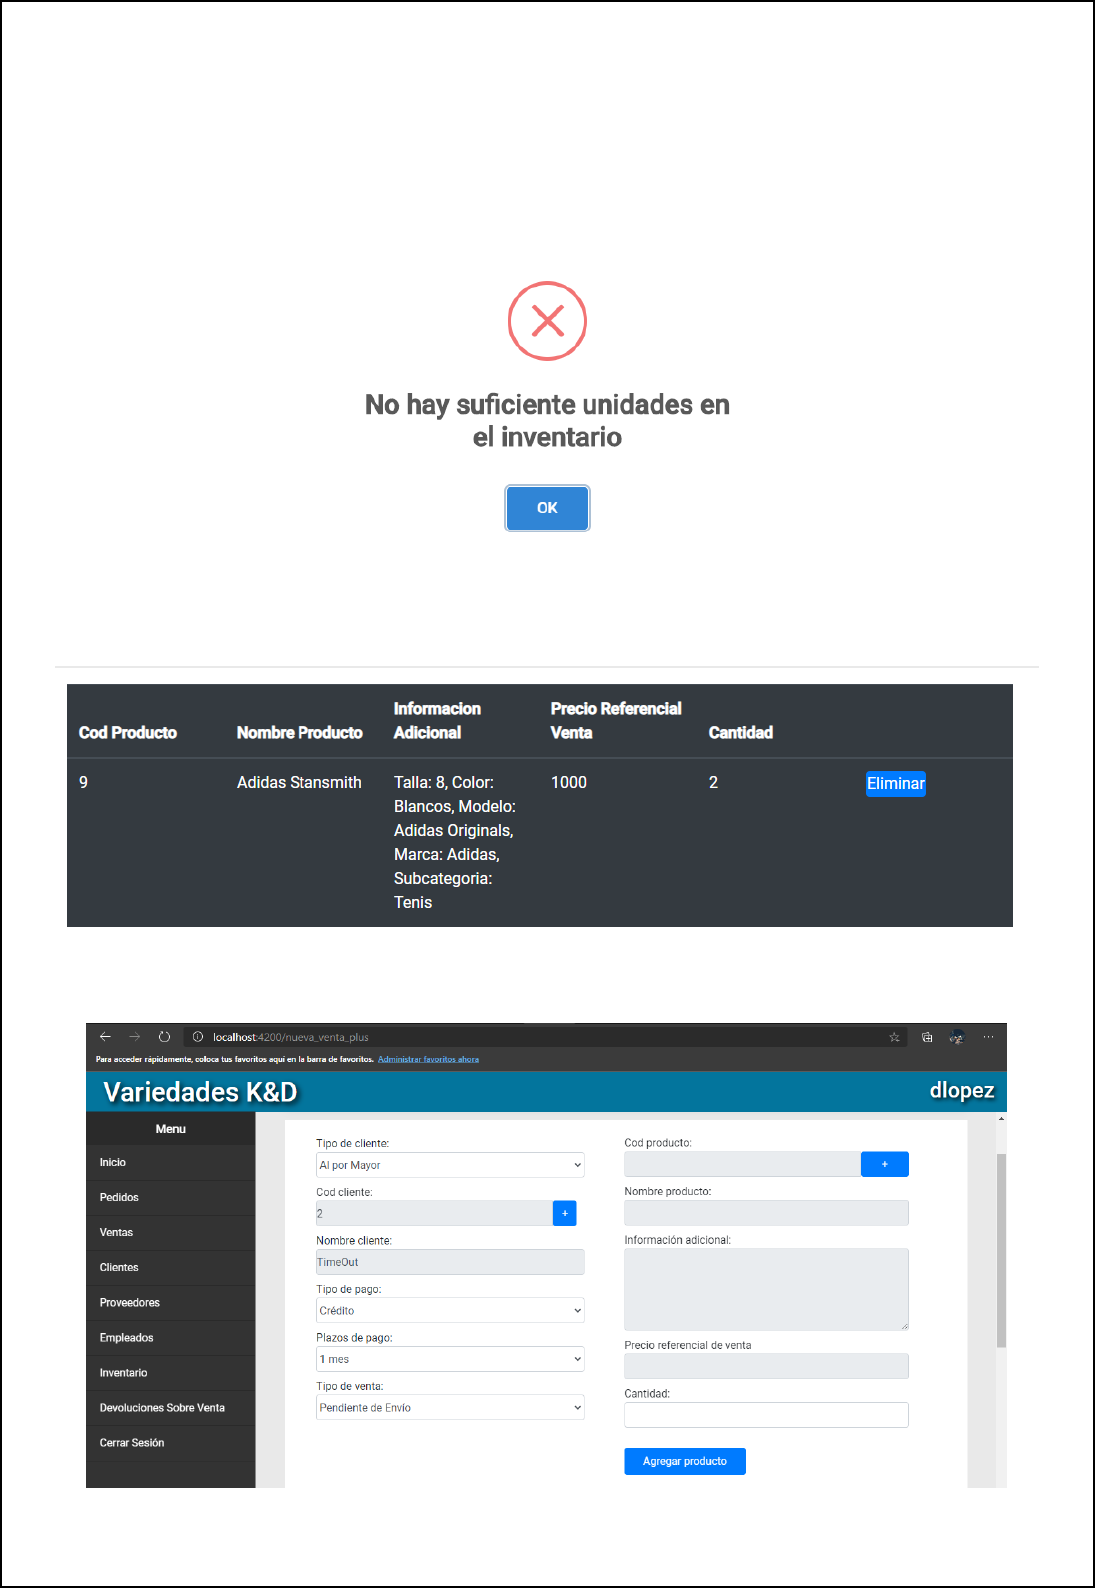 No hay suficiente unidades en
el inventario
OK
Cod Producto
Nombre Producto
Informacion
Adicional
Precio Referencial
Venta
Cantidad
9
Adidas Stansmith
Talla: 8, Color:
Blancos, Modelo:
Adidas Originals,
Marca: Adidas,
Subcategoria:
Tenis
1000
2
Eliminar
localhost:4200/nueva_venta_plus
Para acceder rápidamente, coloca tus favoritos aquí en la barra de favoritos. Administrar favoritos ahora
Variedades K&D
dlopez
Menu
Inicio
Pedidos
Ventas
Clientes
Proveedores
Empleados
Inventario
Devoluciones Sobre Venta
Cerrar Sesión
Tipo de cliente:
Al por Mayor
Cod cliente:
2
+
Nombre cliente:
TimeOut
Tipo de pago:
Crédito
Plazos de pago:
1 mes
Tipo de venta:
Pendiente de Envío
Cod producto:
+
Nombre producto:
Información adicional:
Precio referencial de venta
Cantidad:
Agregar producto